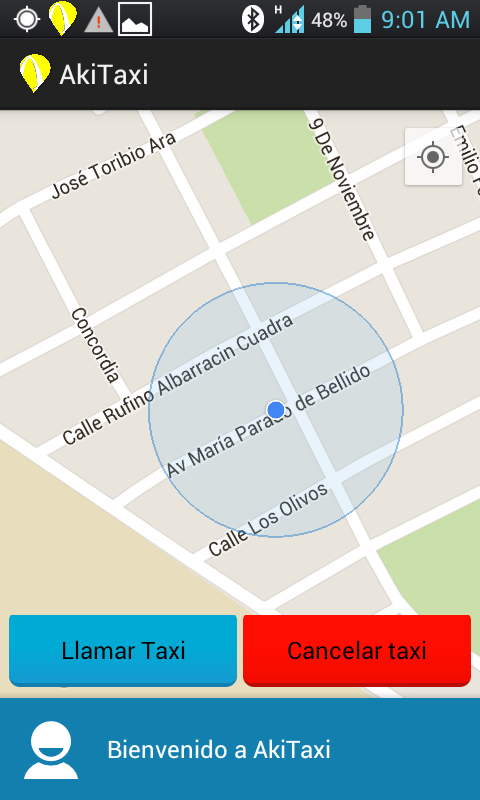 H 48% 9:01 AM
AkiTaxi
José Toribio Ara
9 De Noviembre
Emilio
Concordia
Calle Rufino Albarracin Cuadra
Av María Parado de Bellido
Calle Los Olivos
Llamar Taxi
Cancelar taxi
Bienvenido a AkiTaxi